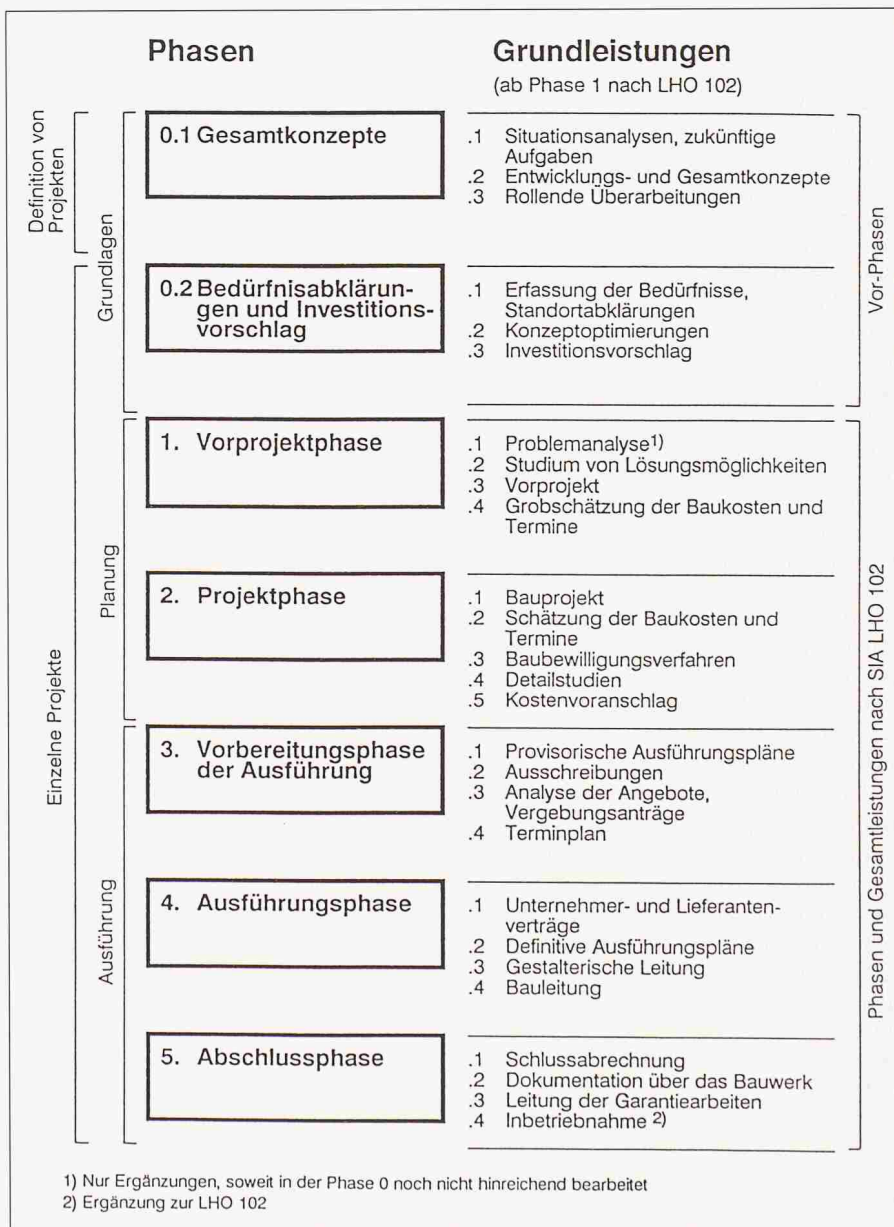 Phasen
Grundleistungen
(ab Phase 1 nach LHO 102)
Definition von
Projekten
Grundlagen
0.1 Gesamtkonzepte
.1 Situationsanalysen, zukünftige
Aufgaben
.2 Entwicklungs- und Gesamtkonzepte
.3 Rollende Überarbeitungen
Vor-Phasen
0.2 Bedürfnisabklärun-
gen und Investitions-
vorschlag
.1 Erfassung der Bedürfnisse,
Standortabklärungen
.2 Konzeptoptimierungen
.3 Investitionsvorschlag
Einzelne Projekte
Planung
1. Vorprojektphase
.1 Problemanalyse1)
.2 Studium von Lösungsmöglichkeiten
.3 Vorprojekt
.4 Grobschätzung der Baukosten und
Termine
Phasen und Gesamtleistungen nach SIA LHO 102
2. Projektphase
.1 Bauprojekt
.2 Schätzung der Baukosten und
Termine
.3 Baubewilligungsverfahren
.4 Detailstudien
.5 Kostenvoranschlag
Ausführung
3. Vorbereitungsphase
der Ausführung
.1 Provisorische Ausführungspläne
.2 Ausschreibungen
.3 Analyse der Angebote,
Vergebungsanträge
.4 Terminplan
4. Ausführungsphase
.1 Unternehmer- und Lieferanten-
verträge
.2 Definitive Ausführungspläne
.3 Gestalterische Leitung
.4 Bauleitung
5. Abschlussphase
.1 Schlussabrechnung
.2 Dokumentation über das Bauwerk
.3 Leitung der Garantiearbeiten
.4 Inbetriebnahme 2)
1) Nur Ergänzungen, soweit in der Phase 0 noch nicht hinreichend bearbeitet
2) Ergänzung zur LHO 102